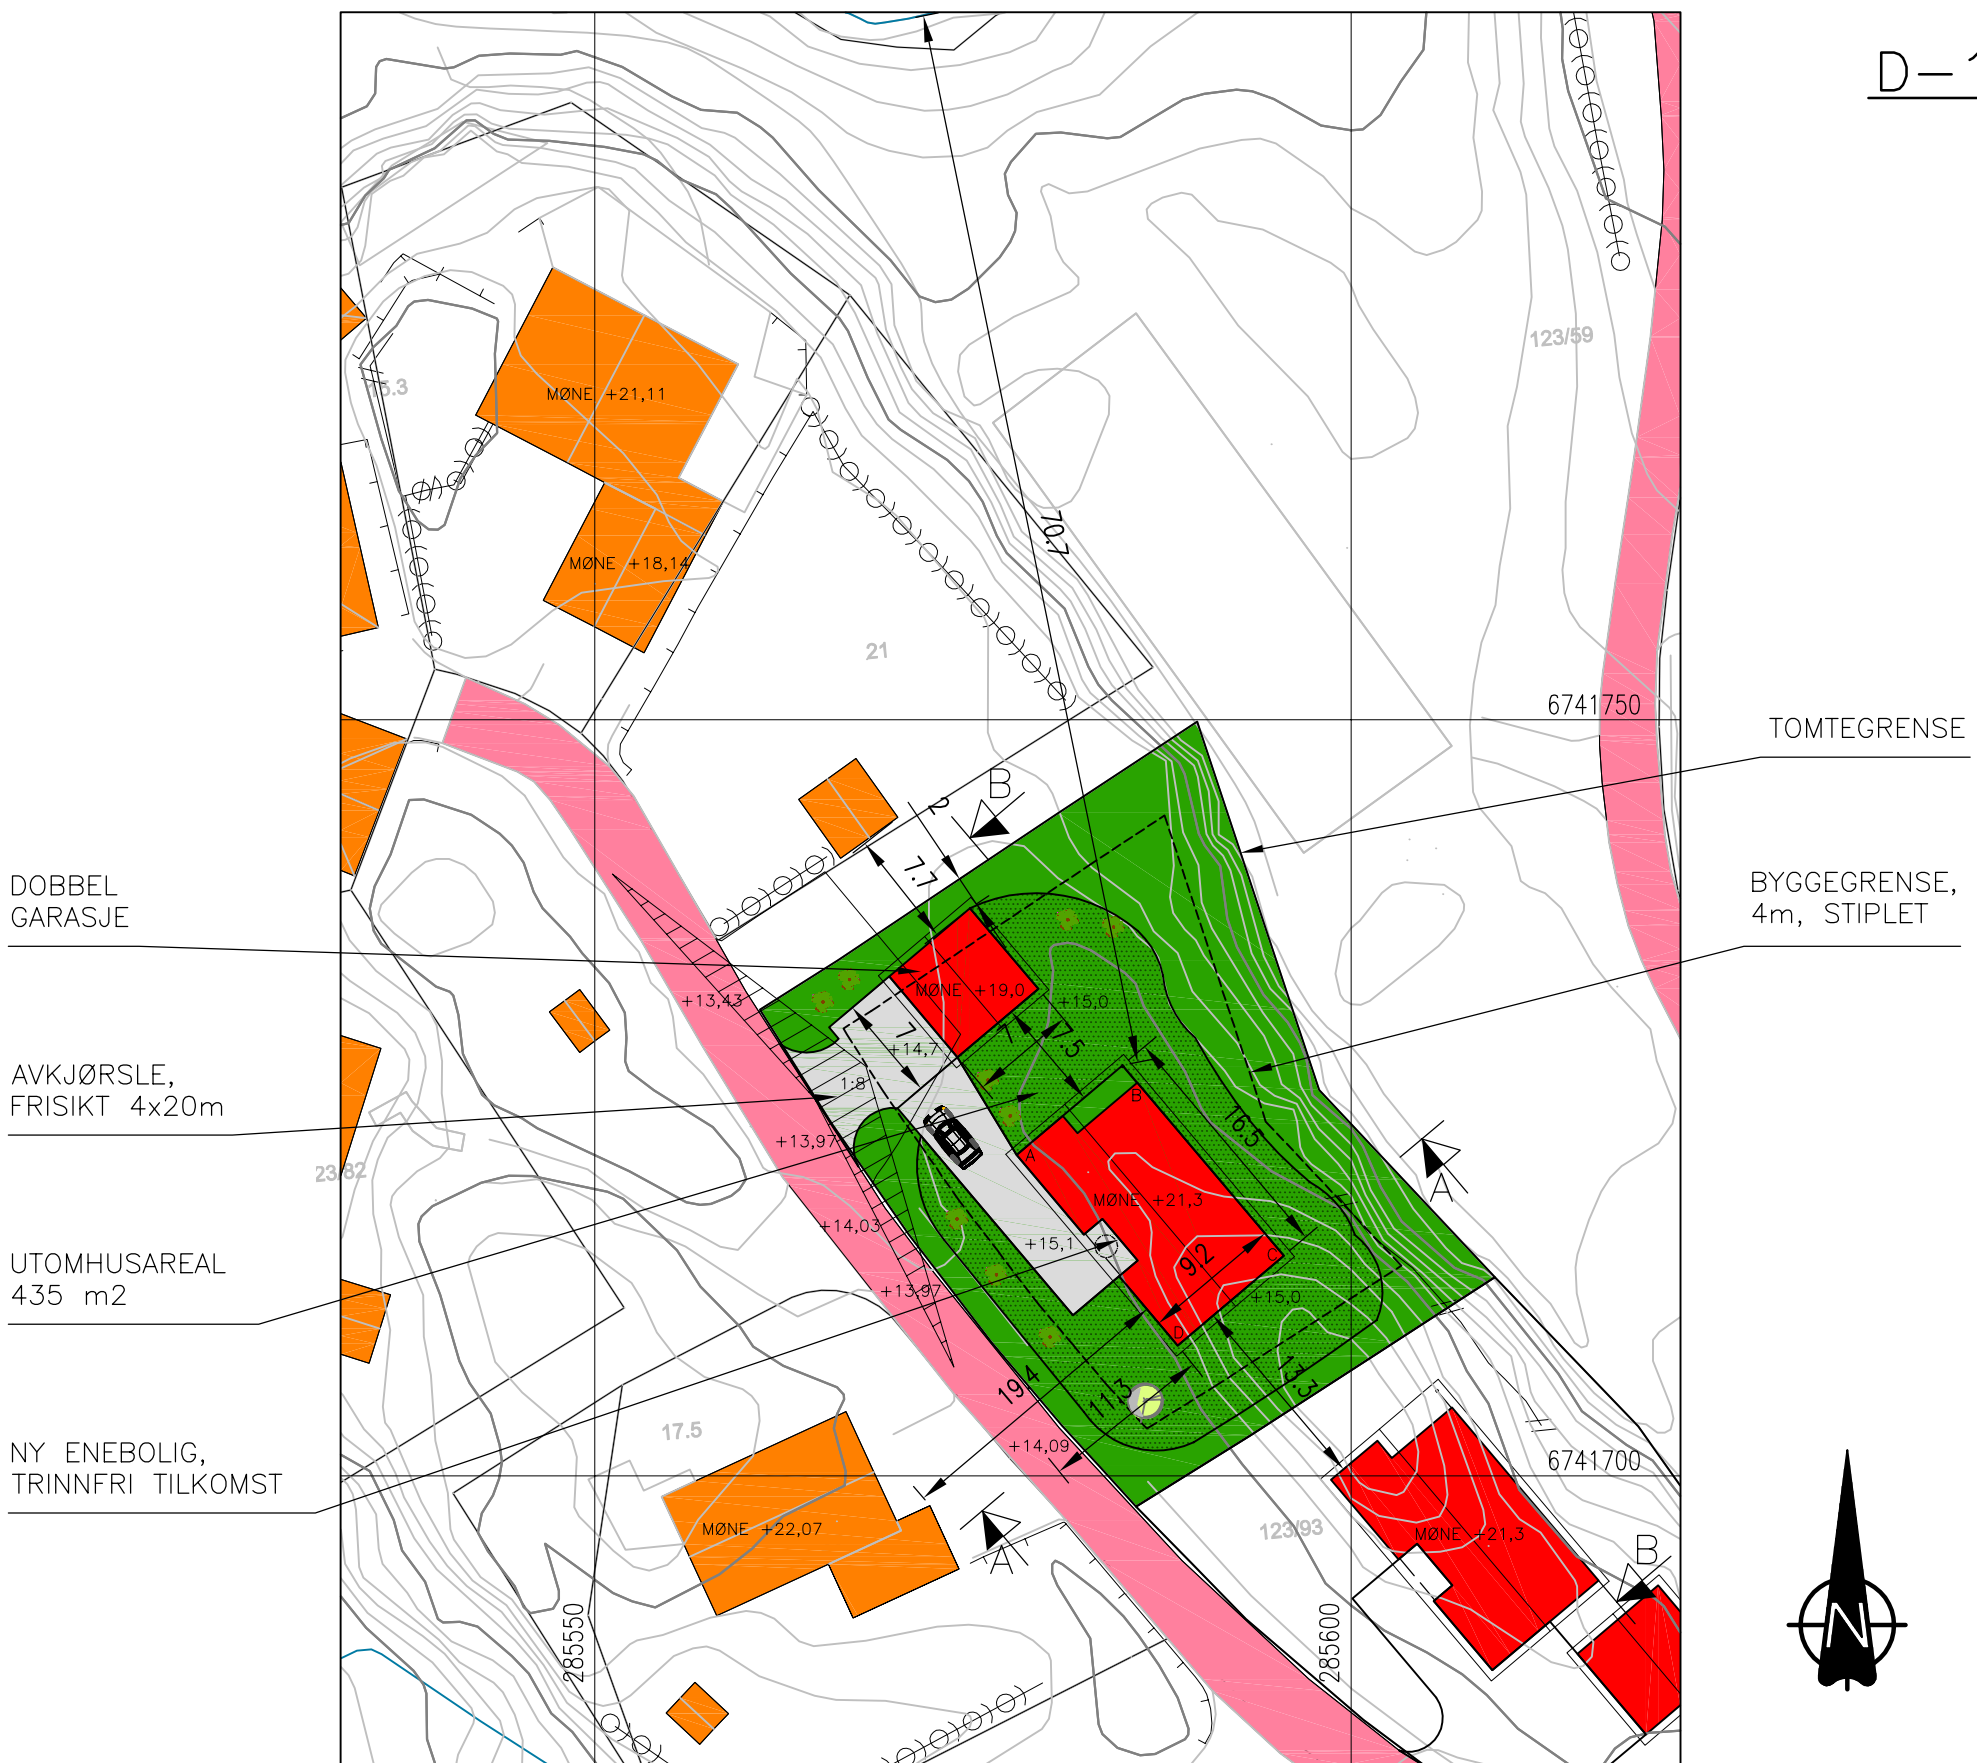 D-1
123/59
15.3
MØNE +21,11
70.7
MØNE +18,14
21
6741750
TOMTEGRENSE
B
2
7.7
DOBBEL
GARASJE
BYGGEGRENSE,
4m, STIPLET
MØNE +19,0
+13,43
+15,0
7
7
7.5
+14,7
AVKJØRSLE,
FRISIKT 4x20m
1:8
B
16.5
+13,97
A
A
23/82
MØNE +21,3
+14,03
+15,1
9.2
C
UTOMHUSAREAL
435 m2
+13,97
+15,0
D
19.4
11.3
13.3
17.5
+14,09
6741700
NY ENEBOLIG,
TRINNFRI TILKOMST
MØNE +22,07
123/93
MØNE +21,3
A
B
285550
285600
N